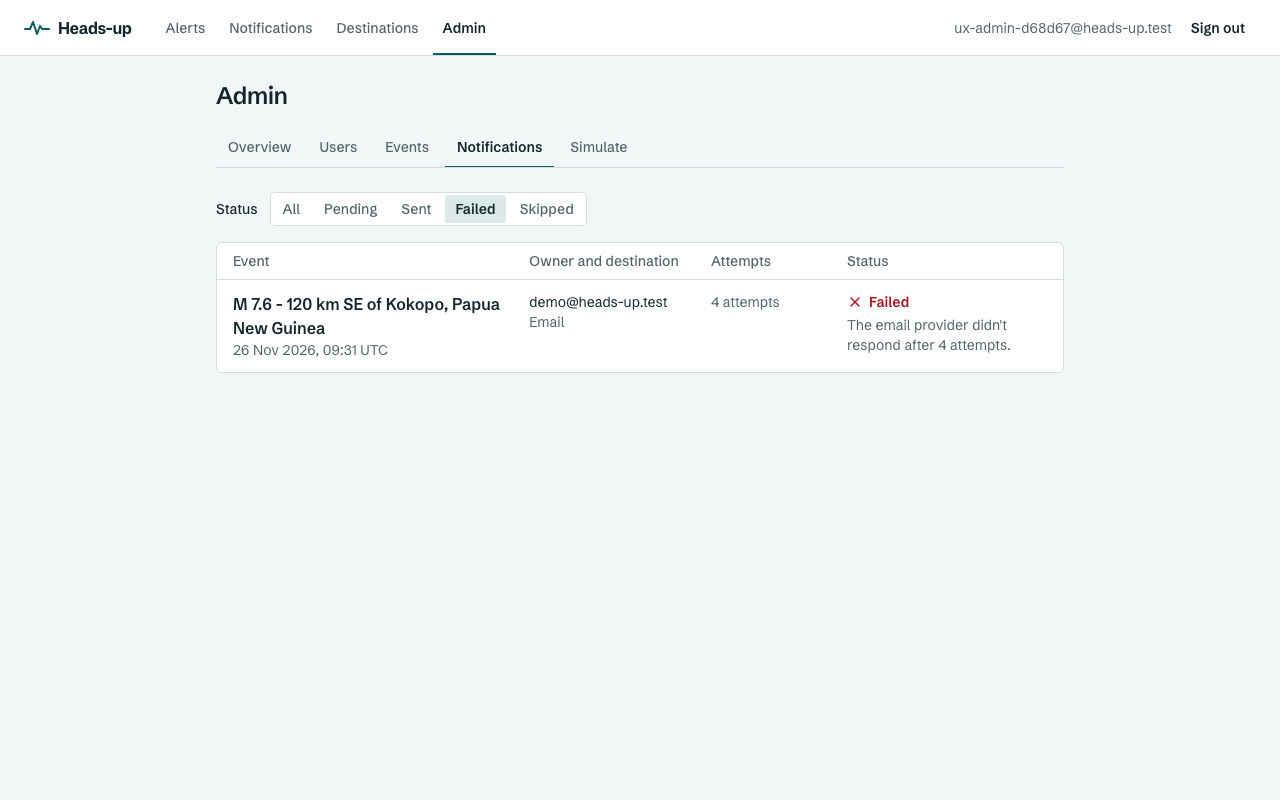 Heads-up Alerts Notifications Destinations Admin ux-admin-d68d67@heads-up.test Sign out
Admin
Overview Users Events Notifications Simulate
Status All Pending Sent Failed Skipped
Event Owner and destination Attempts Status
M 7.6 - 120 km SE of Kokopo, Papua
New Guinea
26 Nov 2026, 09:31 UTC
demo@heads-up.test
Email
4 attempts
Failed
The email provider didn't
respond after 4 attempts.